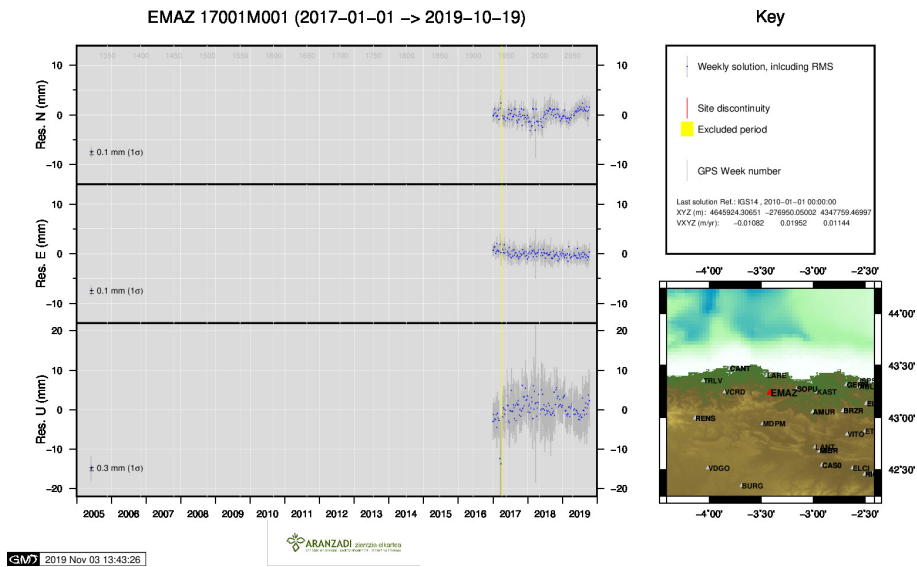 EMAZ 17001M001 (2017−01−01 −> 2019−10−19)
Key
1350 1400 1450 1500 1550 1600 1650 1700 1750 1800 1850 1900 1950 2000 2050
Res. N (mm)
10 10
0 0
−10 −10
± 0.1 mm (1σ)
Res. E (mm)
10 10
0 0
−10 −10
± 0.1 mm (1σ)
Res. U (mm)
20 20
10 10
0 0
−10 −10
−20 −20
± 0.3 mm (1σ)
2005 2006 2007 2008 2009 2010 2011 2012 2013 2014 2015 2016 2017 2018 2019
Weekly solution, inlcuding RMS
Site discontinuity
Excluded period
GPS Week number
Last solution Ref.: IGS14 , 2010−01−01 00:00:00
XYZ (m): 4645924.30651 −276950.05002 4347759.46997
VXYZ (m/yr): −0.01082 0.01952 0.01144
−4˚00' −3˚30' −3˚00' −2˚30'
44˚00'
43˚30'
43˚00'
42˚30'
CANT
TRLV
LARE
VCRD
EMAZ
SOPU
KAST
RENS
MDPM
AMUR
BRZR
VITO
LANT
CAS0
ELCI
VDGO
BURG
−4˚00' −3˚30' −3˚00' −2˚30'
ARANZADI zientzia elkartea
GMT 2019 Nov 03 13:43:26